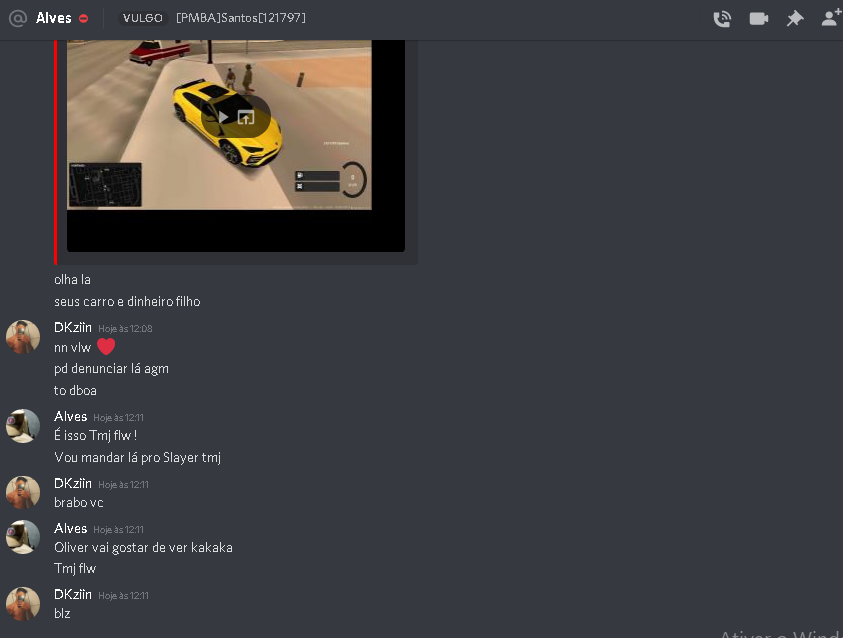 Alves VULGO [PMBA]Santos[121797]
olha la
seus carro e dinheiro filho
DKziin Hoje às 12:08
nn vlw ❤
pd denunciar lá agm
to dboa
Alves Hoje às 12:11
É isso Tmj flw !
Vou mandar lá pro Slayer tmj
DKziin Hoje às 12:11
brabo vc
Alves Hoje às 12:11
Oliver vai gostar de ver kakaka
Tmj flw
DKziin Hoje às 12:11
blz